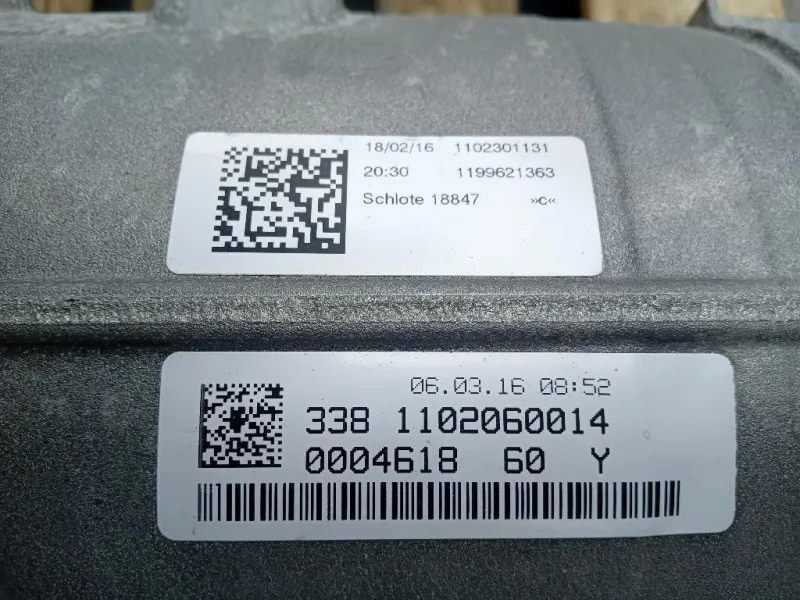 18/02/16 1102301131
20:30 1199621363
Schlote 18847 »c«
06.03.16 08:52
338 1102060014
0004618 60 Y